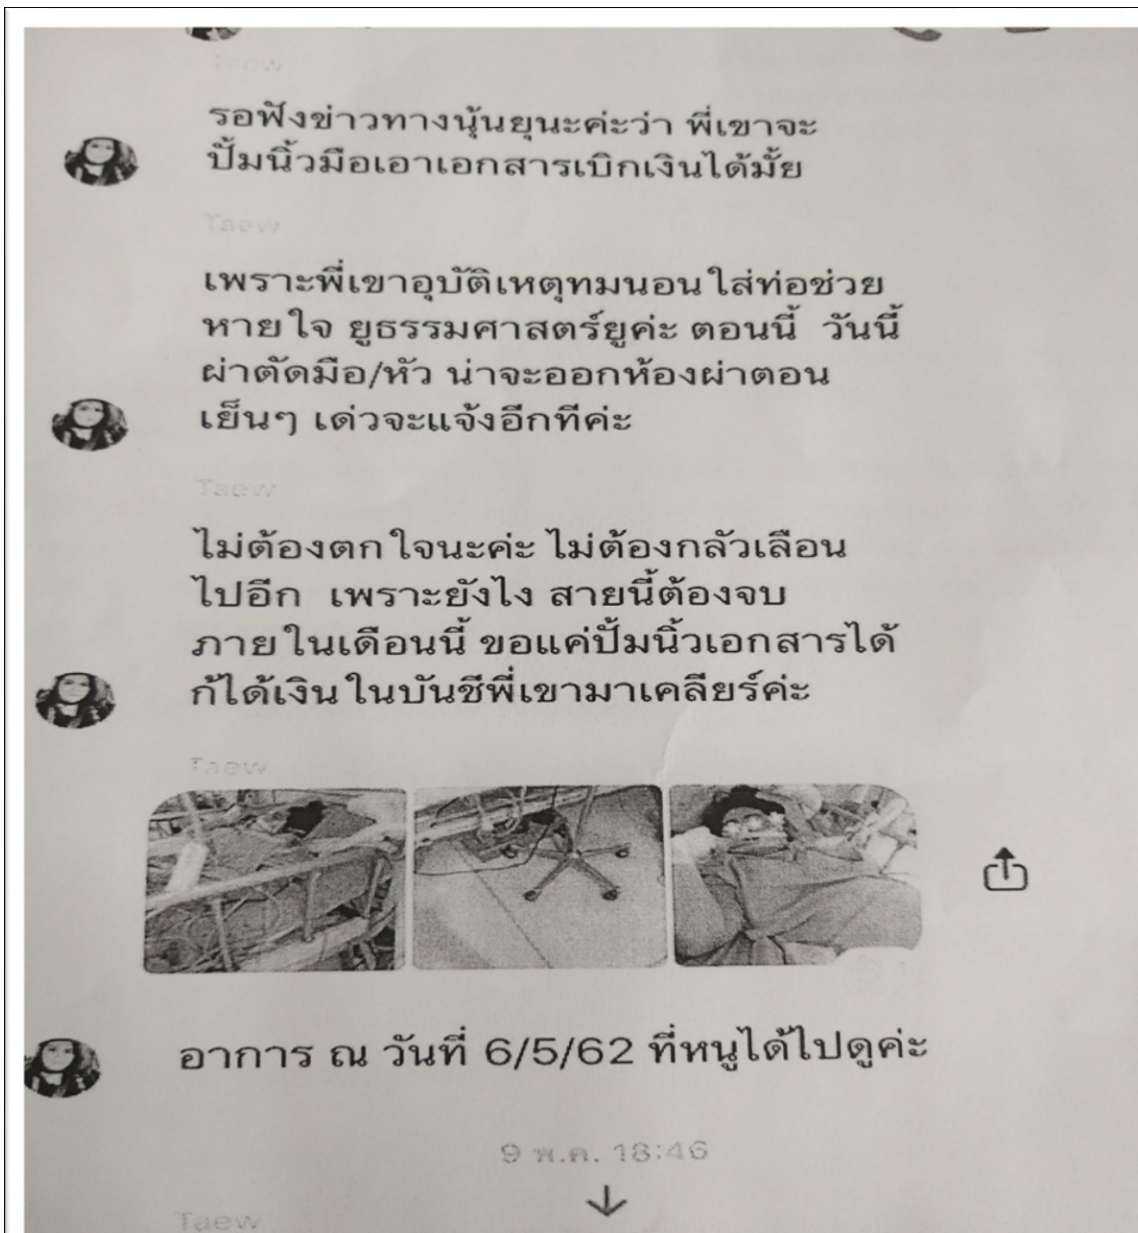 Taew
รอฟังข่าวทางนุ้นยุนะค่ะว่า พี่เขาจะ
ปั้มนิ้วมือเอาเอกสารเบิกเงินได้มั้ย
Taew
เพราะพี่เขาอุบัติเหตุทมนอนใส่ท่อช่วย
หายใจ ยูธรรมศาสตร์ยูค่ะ ตอนนี้ วันนี้
ผ่าตัดมือ/หัว น่าจะออกห้องผ่าตอน
เย็นๆ เด่วจะแจ้งอีกทีค่ะ
Taew
ไม่ต้องตกใจนะค่ะ ไม่ต้องกลัวเลือน
ไปอีก เพราะยังไง สายนี้ต้องจบ
ภายในเดือนนี้ ขอแค่ปั้มนิ้วเอกสารได้
ก้ได้เงินในบันชีพี่เขามาเคลียร์ค่ะ
Taew
อาการ ณ วันที่ 6/5/62 ที่หนูได้ไปดูค่ะ
9 พ.ค. 18:46
Taew